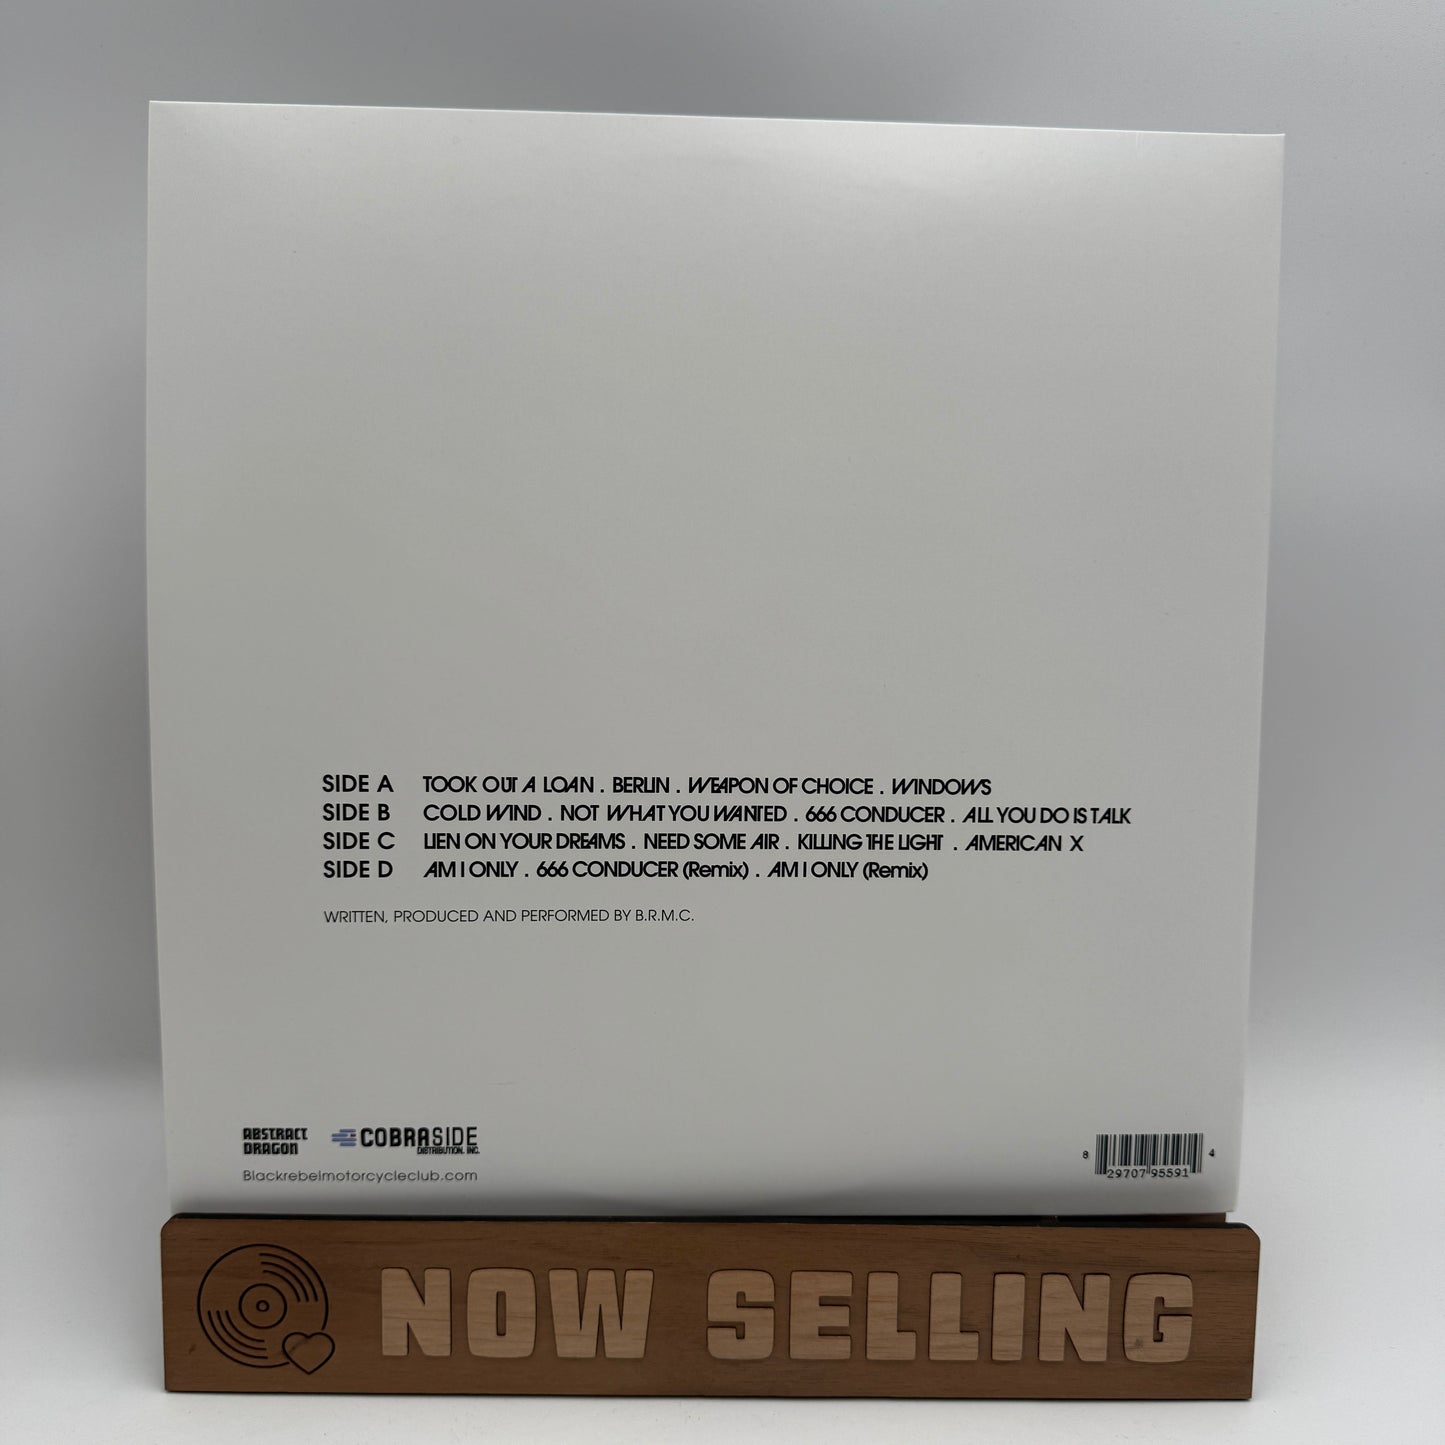 SIDE A TOOK OUT A LOAN . BERLIN . WEAPON OF CHOICE . WINDOWS
SIDE B COLD WIND . NOT WHAT YOU WANTED . 666 CONDUCER . ALL YOU DO IS TALK
SIDE C LIEN ON YOUR DREAMS . NEED SOME AIR . KILLING THE LIGHT . AMERICAN X
SIDE D AM I ONLY . 666 CONDUCER (Remix) . AM I ONLY (Remix)
WRITTEN, PRODUCED AND PERFORMED BY B.R.M.C.
ABSTRACT
DRAGON
COBRASIDE
DISTRIBUTION, INC.
Blackrebelmotorcycleclub.com
8 29707 95591 4
NOW SELLING